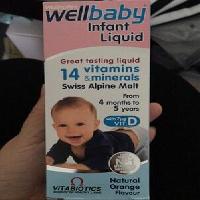 wellbaby
Infant
Liquid
Great tasting liquid
14 vitamins
& minerals
Swiss Alpine Malt
From
4 months to
5 years
with 7µg Vit D
VITABIOTICS
Natural
Orange
Flavour